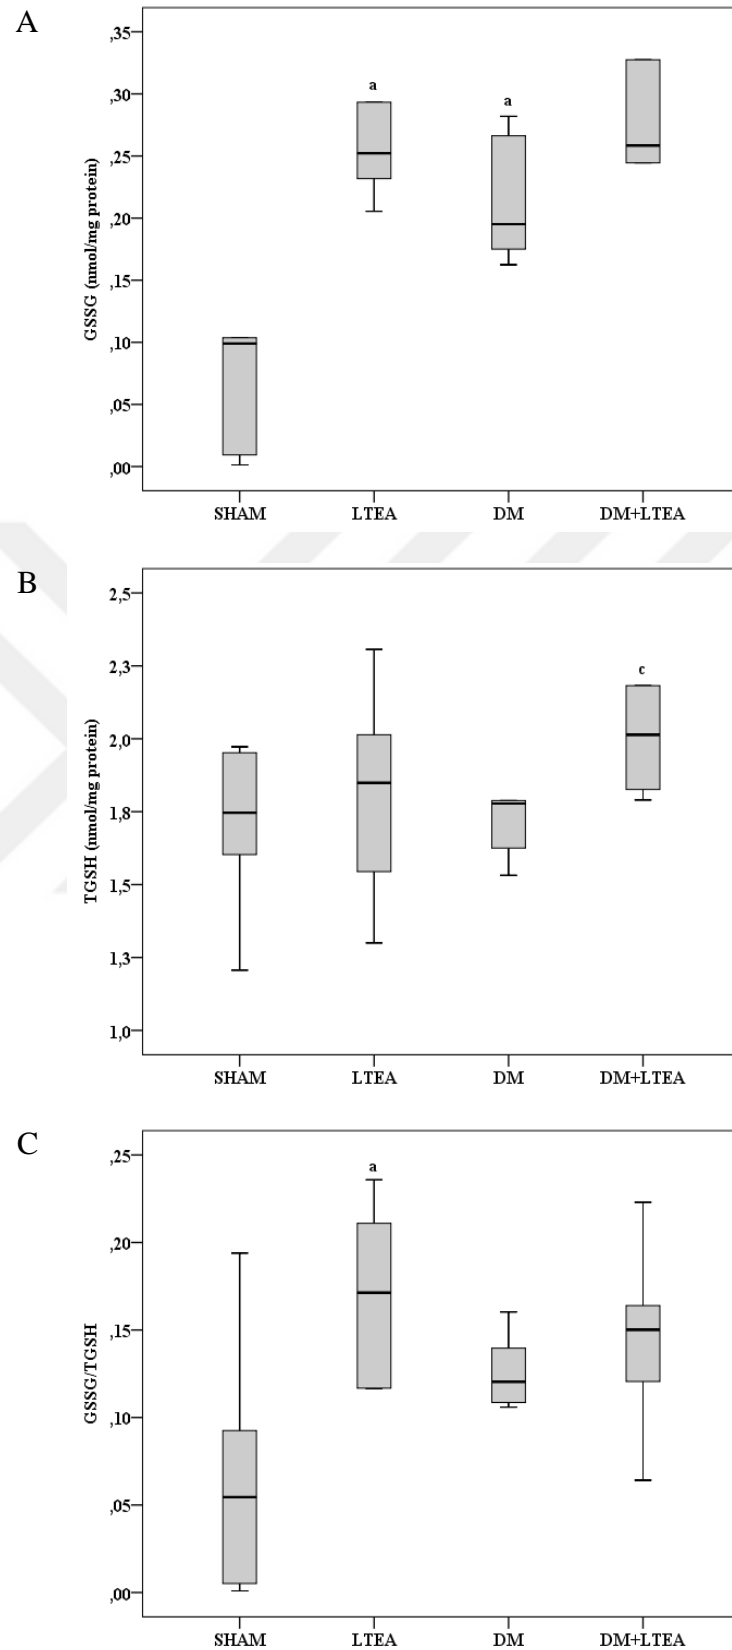 A
GSSG (nmol/mg protein)
,35
,30
,25
,20
,15
,10
,05
,00
a
a
SHAM LTEA DM DM+LTEA
B
TGSH (nmol/mg protein)
2,5
2,3
2,0
1,8
1,5
1,3
1,0
c
SHAM LTEA DM DM+LTEA
C
GSSG/TGSH
,25
,20
,15
,10
,05
,00
a
SHAM LTEA DM DM+LTEA